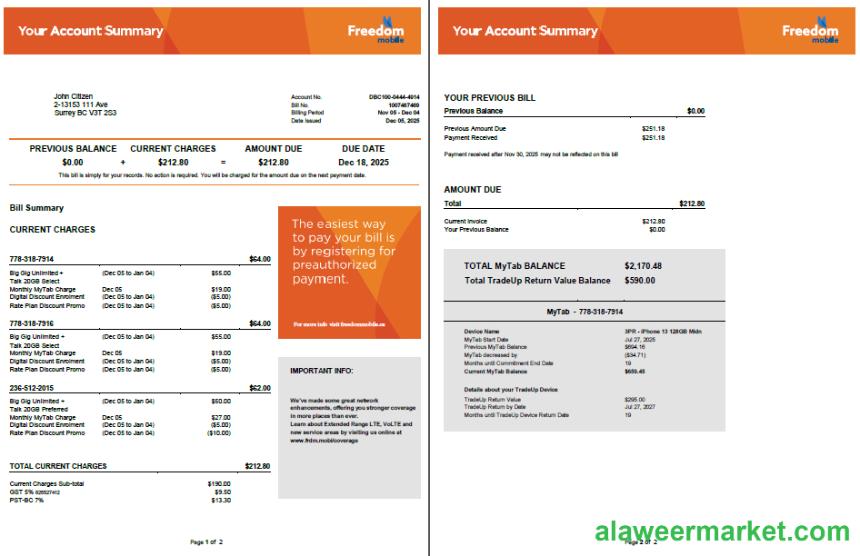 Your Account Summary
Freedom
mobile
John Citizen
2-13153 111 Ave
Surrey BC V3T 2S3
Account No. DBC100-0444-4914
Bill No. 1007467469
Billing Period Nov 05 - Dec 04
Date Issued Dec 05, 2025
PREVIOUS BALANCE CURRENT CHARGES AMOUNT DUE DUE DATE
$0.00 + $212.80 = $212.80 Dec 18, 2025
This bill is simply for your records. No action is required. You will be charged for the amount due on the next payment date.
Bill Summary
CURRENT CHARGES
778-318-7914 $64.00
Big Gig Unlimited + (Dec 05 to Jan 04) $55.00
Talk 20GB Select
Monthly MyTab Charge Dec 05 $19.00
Digital Discount Enrolment (Dec 05 to Jan 04) ($5.00)
Rate Plan Discount Promo (Dec 05 to Jan 04) ($5.00)
778-318-7916 $64.00
Big Gig Unlimited + (Dec 05 to Jan 04) $55.00
Talk 20GB Select
Monthly MyTab Charge Dec 05 $19.00
Digital Discount Enrolment (Dec 05 to Jan 04) ($5.00)
Rate Plan Discount Promo (Dec 05 to Jan 04) ($5.00)
236-512-2015 $62.00
Big Gig Unlimited + (Dec 05 to Jan 04) $50.00
Talk 20GB Preferred
Monthly MyTab Charge Dec 05 $27.00
Digital Discount Enrolment (Dec 05 to Jan 04) ($5.00)
Rate Plan Discount Promo (Dec 05 to Jan 04) ($10.00)
TOTAL CURRENT CHARGES $212.80
Current Charges Sub-total $190.00
GST 5% $9.50
PST-BC 7% $13.30
The easiest way
to pay your bill is
by registering for
preauthorized
payment.
For more info visit freedommobile.ca
IMPORTANT INFO:
We've made some great network
enhancements, offering you stronger coverage
in more places than ever.
Learn about Extended Range LTE, VoLTE and
new service areas by visiting us online at
www.frdm.mobi/coverage
Page 1 of 2
Your Account Summary
Freedom
mobile
YOUR PREVIOUS BILL
Previous Balance $0.00
Previous Amount Due $251.18
Payment Received $251.18
Payment received after Nov 30, 2025 may not be reflected on this bill
AMOUNT DUE
Total $212.80
Current Invoice $212.80
Your Previous Balance $0.00
TOTAL MyTab BALANCE $2,170.48
Total TradeUp Return Value Balance $590.00
MyTab - 778-318-7914
Device Name 3PR - iPhone 13 128GB Midn
MyTab Start Date Jul 27, 2025
Previous MyTab Balance $694.16
MyTab decreased by ($34.71)
Months until Commitment End Date 19
Current MyTab Balance $659.45
Details about your TradeUp Device
TradeUp Return Value $295.00
TradeUp Return by Date Jul 27, 2027
Months until TradeUp Device Return Date 19
Page 2 of 2
alaweermarket.com